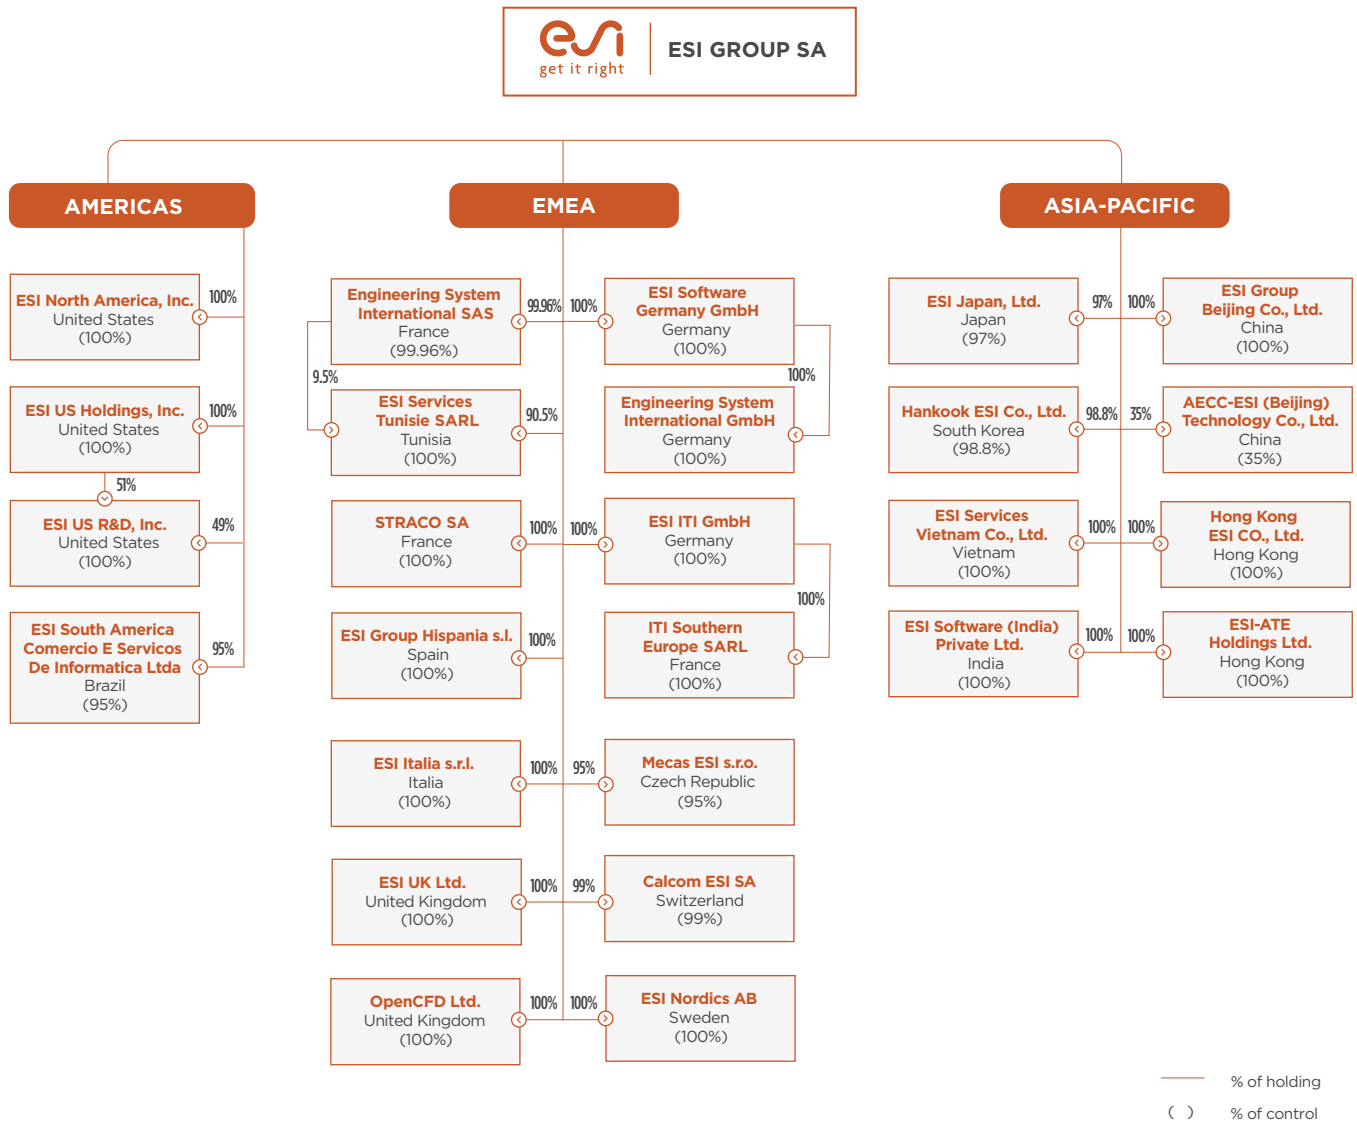 esi
get it right
ESI GROUP SA
AMERICAS
ESI North America, Inc.
United States
(100%)
100%
ESI US Holdings, Inc.
United States
(100%)
100%
51%
ESI US R&D, Inc.
United States
(100%)
49%
ESI South America
Comercio E Servicos
De Informatica Ltda
Brazil
(95%)
95%
EMEA
Engineering System
International SAS
France
(99.96%)
99.96%
100%
ESI Software
Germany GmbH
Germany
(100%)
9.5%
100%
ESI Services
Tunisie SARL
Tunisia
(100%)
90.5%
Engineering System
International GmbH
Germany
(100%)
STRACO SA
France
(100%)
100%
100%
ESI ITI GmbH
Germany
(100%)
100%
ESI Group Hispania s.l.
Spain
(100%)
100%
ITI Southern
Europe SARL
France
(100%)
ESI Italia s.r.l.
Italia
(100%)
100%
95%
Mecas ESI s.r.o.
Czech Republic
(95%)
ESI UK Ltd.
United Kingdom
(100%)
100%
99%
Calcom ESI SA
Switzerland
(99%)
OpenCFD Ltd.
United Kingdom
(100%)
100%
100%
ESI Nordics AB
Sweden
(100%)
ASIA-PACIFIC
ESI Japan, Ltd.
Japan
(97%)
97%
100%
ESI Group
Beijing Co., Ltd.
China
(100%)
Hankook ESI Co., Ltd.
South Korea
(98.8%)
98.8%
35%
AECC-ESI (Beijing)
Technology Co., Ltd.
China
(35%)
ESI Services
Vietnam Co., Ltd.
Vietnam
(100%)
100%
100%
Hong Kong
ESI CO., Ltd.
Hong Kong
(100%)
ESI Software (India)
Private Ltd.
India
(100%)
100%
100%
ESI-ATE
Holdings Ltd.
Hong Kong
(100%)
% of holding
( ) % of control